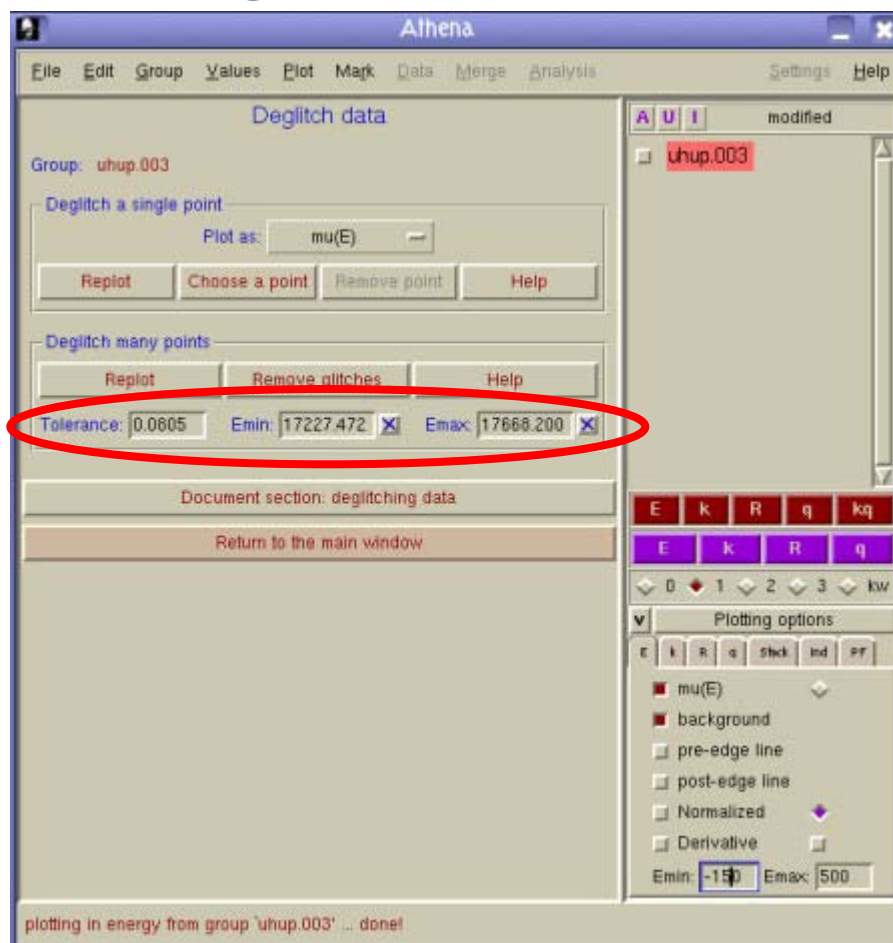 Athena
File Edit Group Values Plot Mark Data Merge Analysis Settings Help
Deglitch data
Group: uhup.003
Deglitch a single point
Plot as: mu(E)
Replot Choose a point Remove point Help
Deglitch many points
Replot Remove glitches Help
Tolerance: 0.0605 Emin: 17227.472 X Emax: 17668.200 X
Document section: deglitching data
Return to the main window
A U I modified
uhup.003
E k R q kq
E k R q
0 1 2 3 kw
v Plotting options
E k R q Stack Ind PF
mu(E)
background
pre-edge line
post-edge line
Normalized
Derivative
Emin: -150 Emax: 500
plotting in energy from group 'uhup.003' ... done!